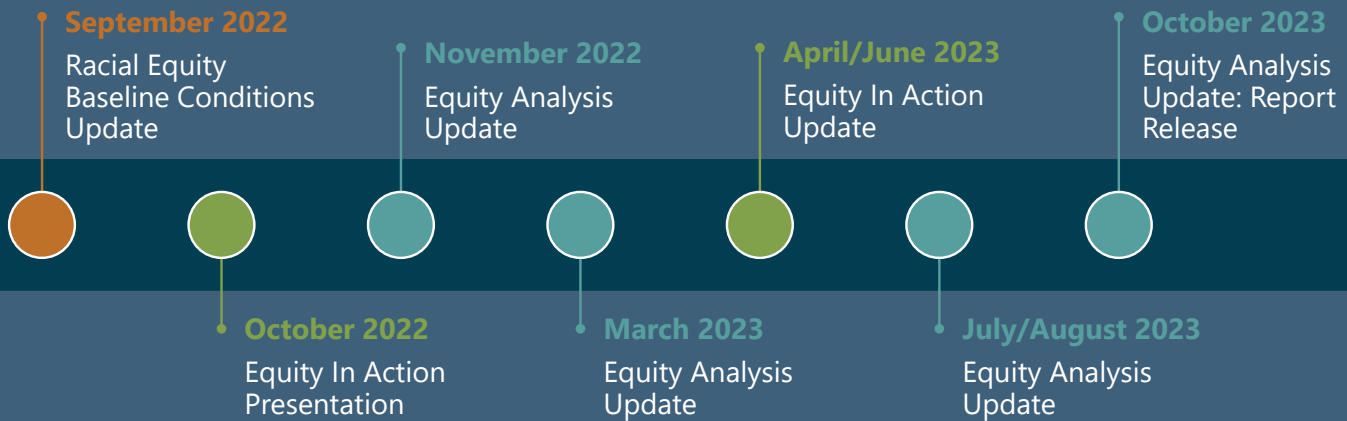 September 2022
Racial Equity
Baseline Conditions
Update
October 2022
Equity In Action
Presentation
November 2022
Equity Analysis
Update
March 2023
Equity Analysis
Update
April/June 2023
Equity In Action
Update
July/August 2023
Equity Analysis
Update
October 2023
Equity Analysis
Update: Report
Release